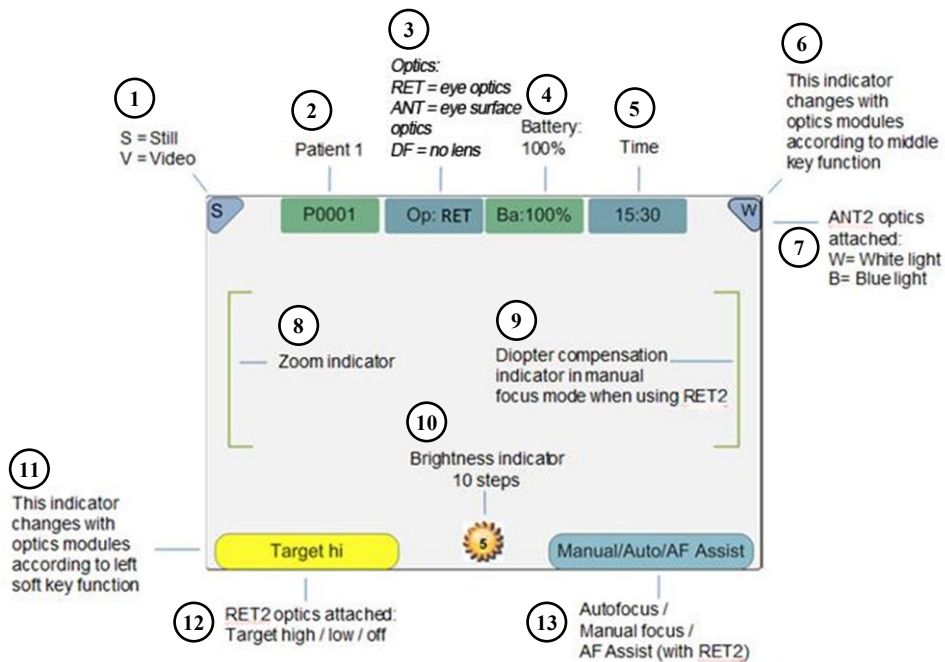 1
S = Still
V = Video
2
Patient 1
3
Optics:
RET = eye optics
ANT = eye surface
optics
DF = no lens
4
Battery:
100%
5
Time
6
This indicator
changes with
optics modules
according to middle
key function
S
P0001
Op: RET
Ba:100%
15:30
W
7
ANT2 optics
attached:
W= White light
B= Blue light
8
Zoom indicator
9
Diopter compensation
indicator in manual
focus mode when using RET2
10
Brightness indicator
10 steps
11
This indicator
changes with
optics modules
according to left
soft key function
Target hi
5
Manual/Auto/AF Assist
12
RET2 optics attached:
Target high / low / off
13
Autofocus /
Manual focus /
AF Assist (with RET2)